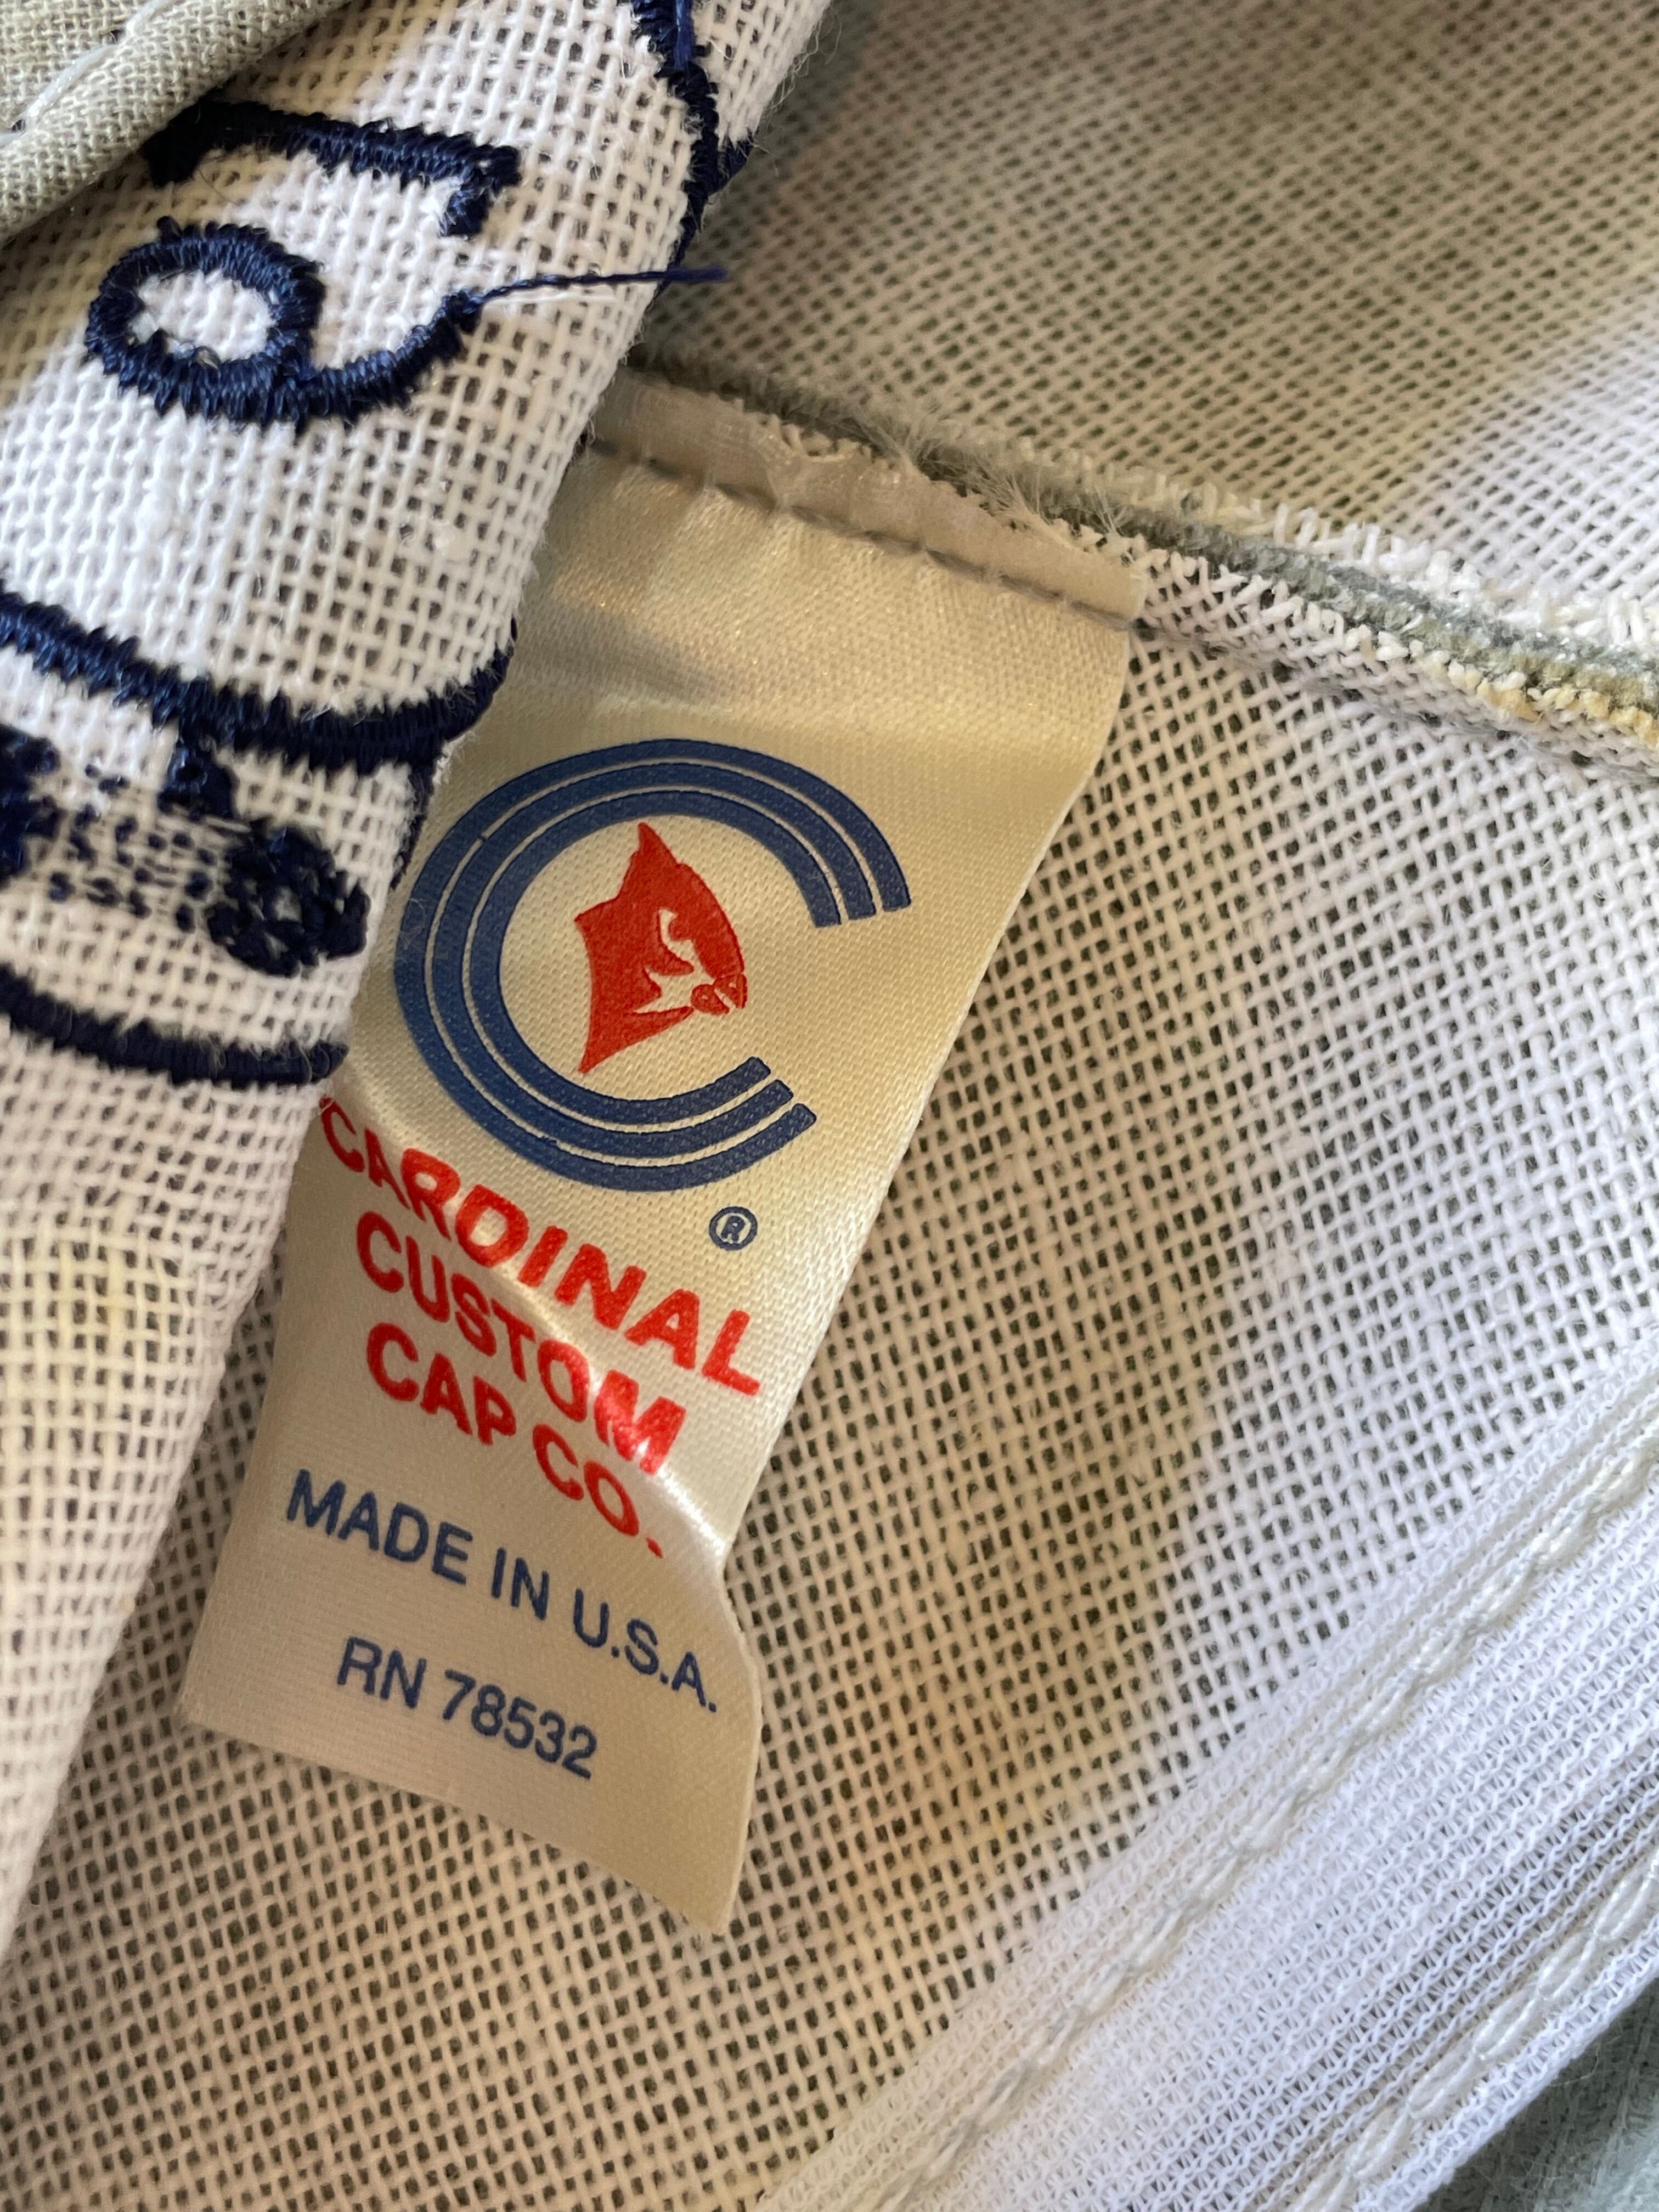 ®
CARDINAL
CUSTOM
CAP CO.
MADE IN U.S.A.
RN 78532